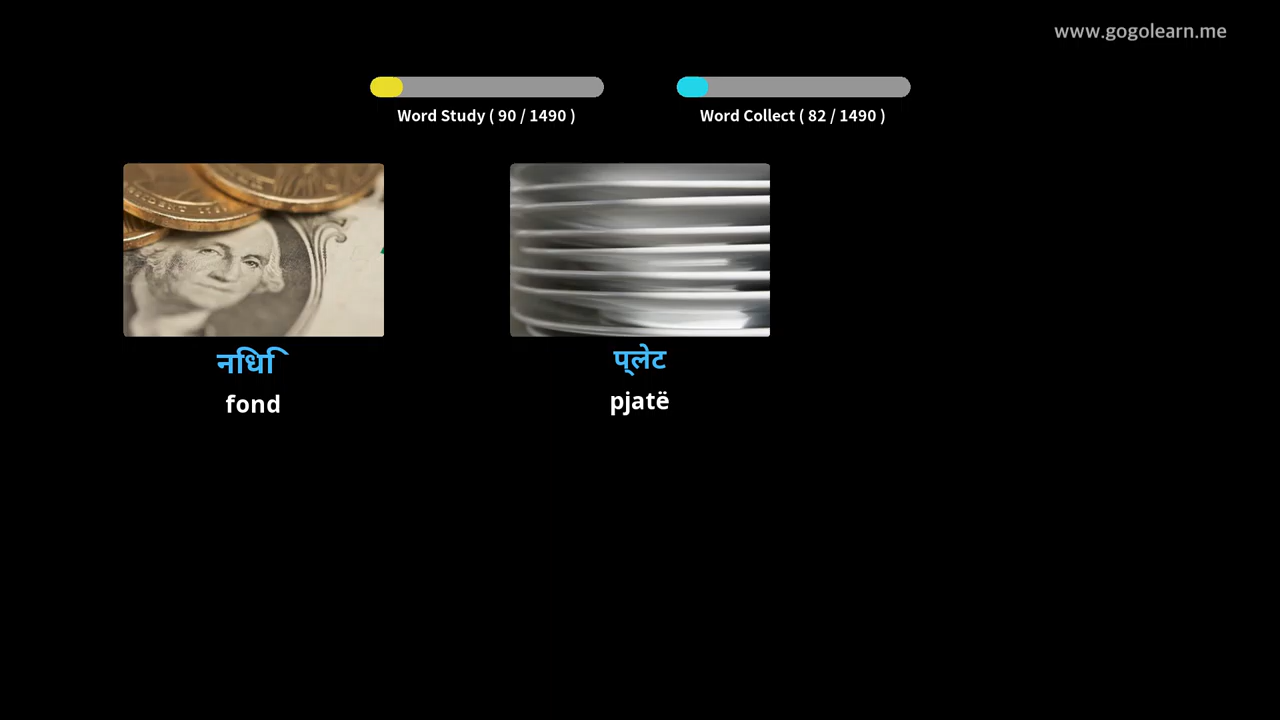 www.gogolearn.me
Word Study ( 90 / 1490 )
Word Collect ( 82 / 1490 )
निधि
fond
प्लेट
pjatë